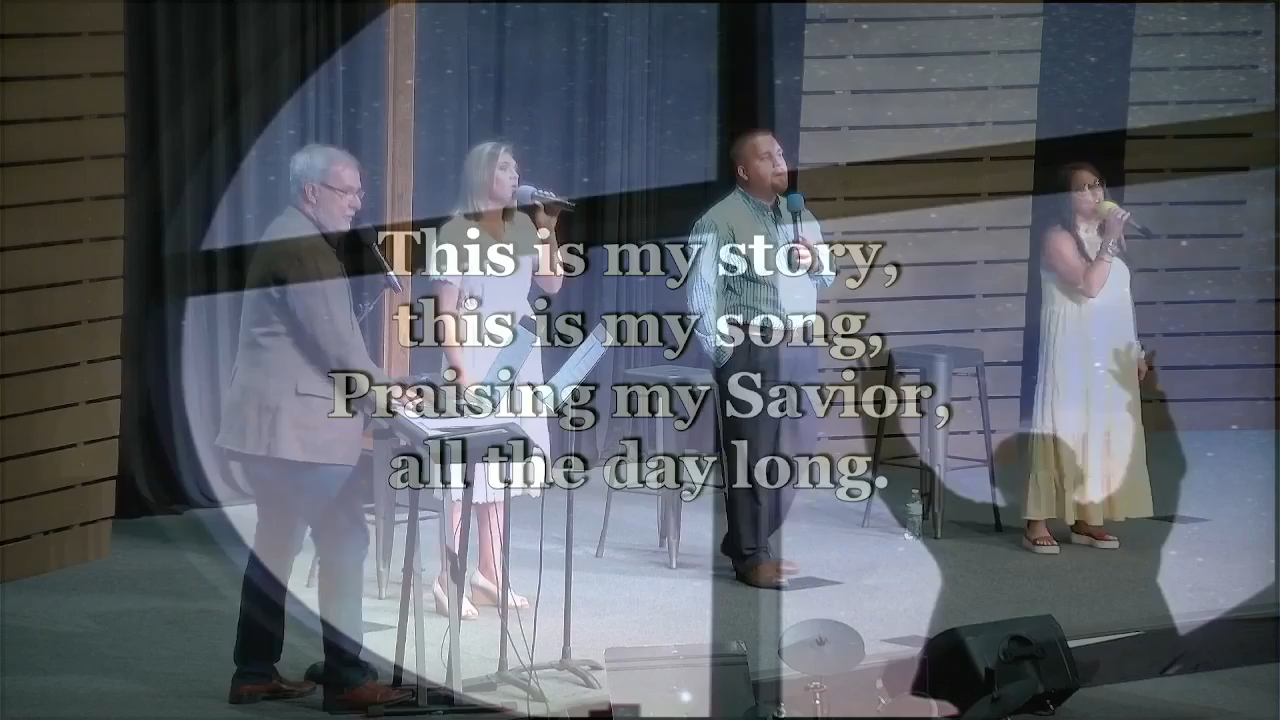 This is my story,
this is my song,
Praising my Savior,
all the day long.